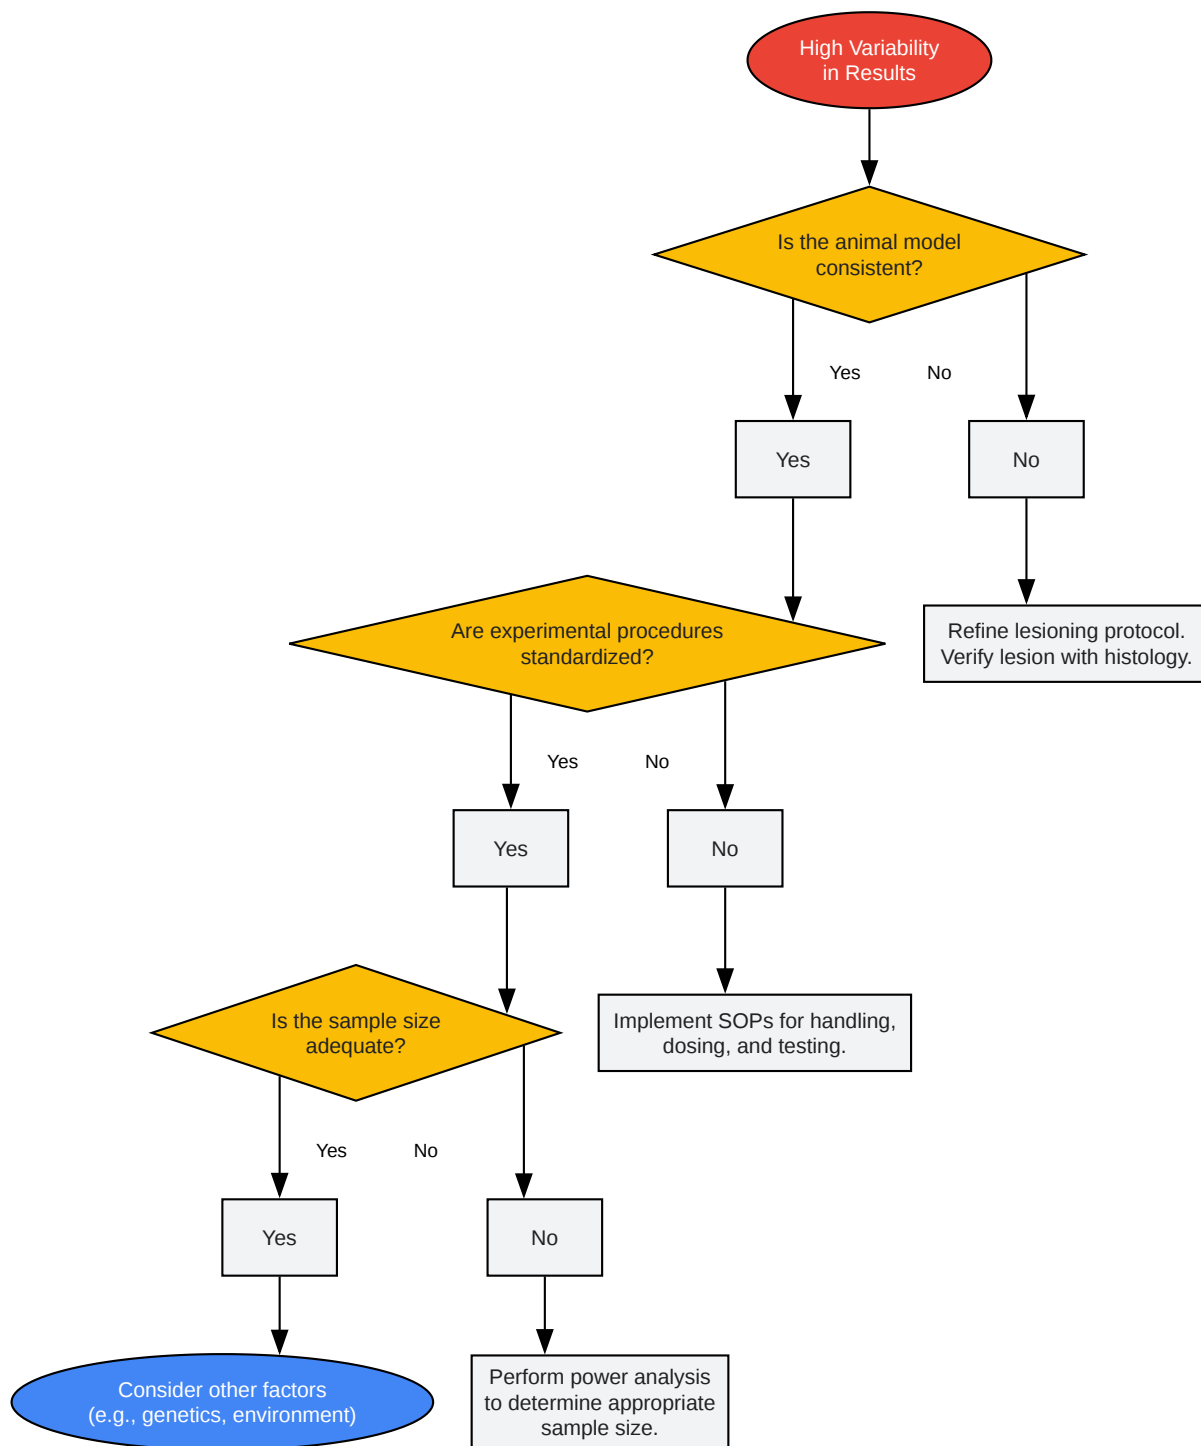 High Variability
in Results
Is the animal model
consistent?
Yes
No
Yes
No
Refine lesioning protocol.
Verify lesion with histology.
Are experimental procedures
standardized?
Yes
No
Yes
No
Implement SOPs for handling,
dosing, and testing.
Is the sample size
adequate?
Yes
No
Yes
No
Consider other factors
(e.g., genetics, environment)
Perform power analysis
to determine appropriate
sample size.